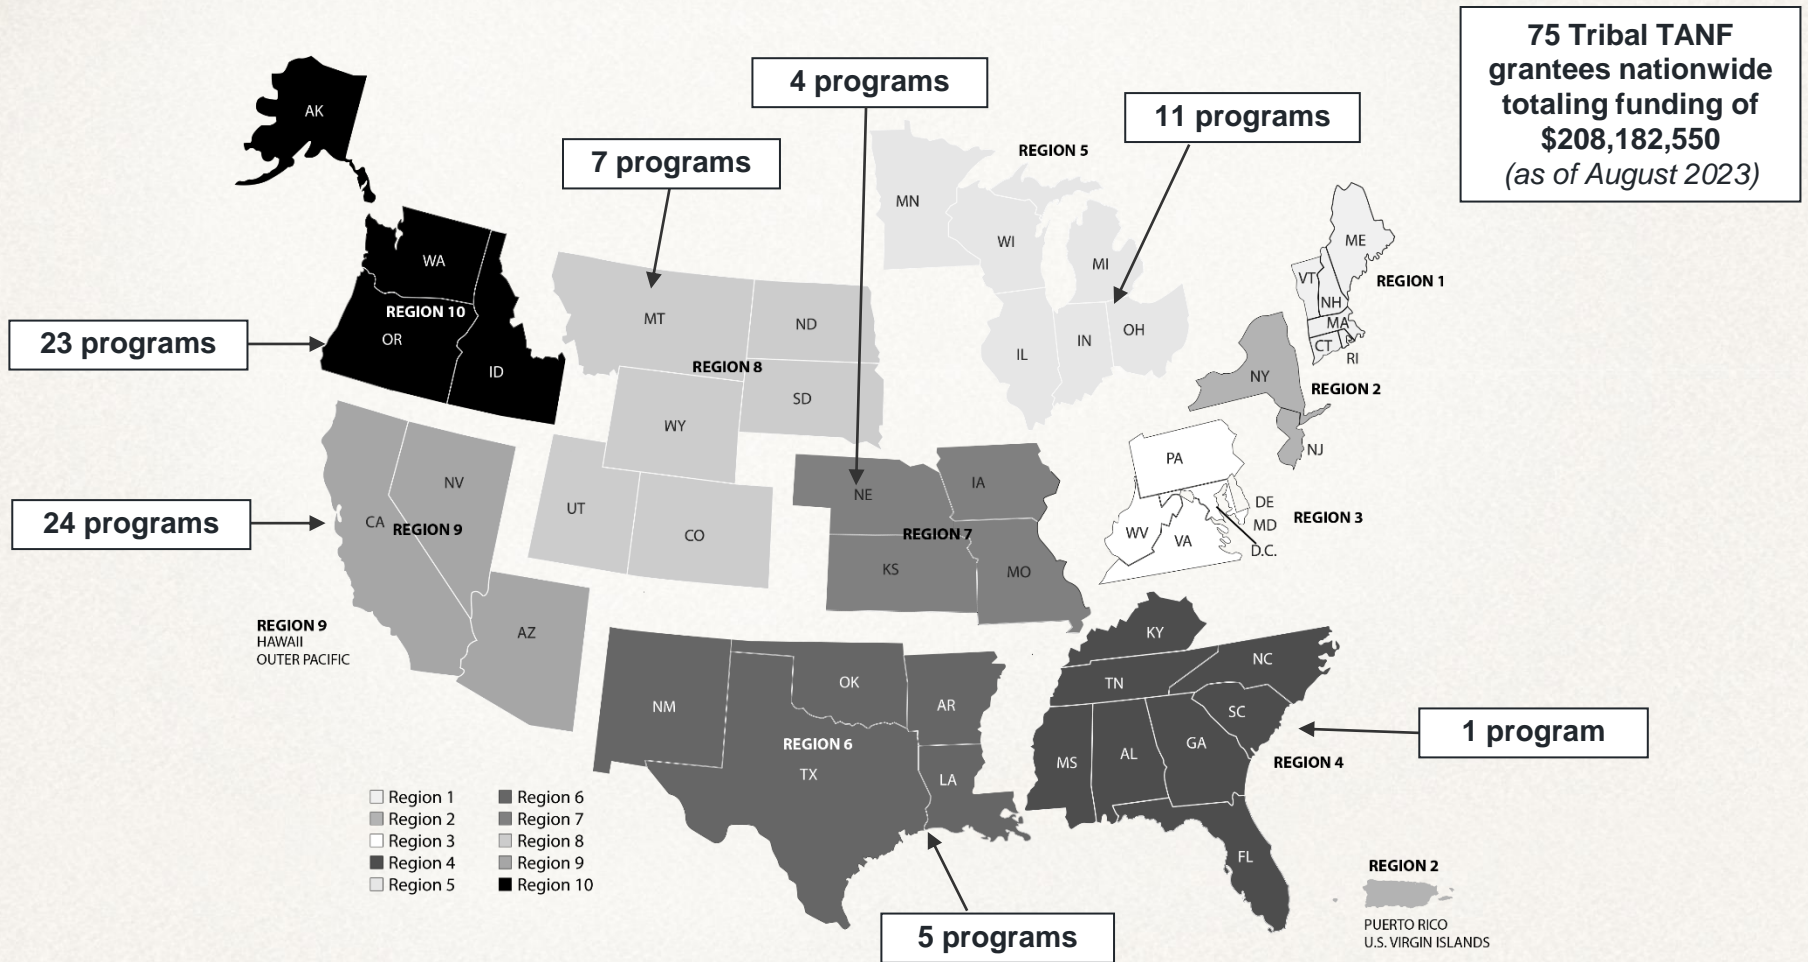 75 Tribal TANF
grantees nationwide
totaling funding of
$208,182,550
(as of August 2023)
4 programs
11 programs
7 programs
23 programs
24 programs
1 program
5 programs
AK
WA
REGION 10
OR
ID
MT
ND
REGION 8
SD
WY
UT
CO
REGION 5
MN
WI
MI
IL
IN
OH
ME
REGION 1
VT
NH
MA
CT
RI
NY
REGION 2
NJ
PA
DE
REGION 3
MD
WV
VA
D.C.
NV
CA
REGION 9
AZ
REGION 9
HAWAII
OUTER PACIFIC
NE
IA
REGION 7
KS
MO
NM
OK
AR
REGION 6
TX
LA
KY
NC
TN
SC
MS
AL
GA
REGION 4
FL
REGION 2
PUERTO RICO
U.S. VIRGIN ISLANDS
Region 1
Region 2
Region 3
Region 4
Region 5
Region 6
Region 7
Region 8
Region 9
Region 10